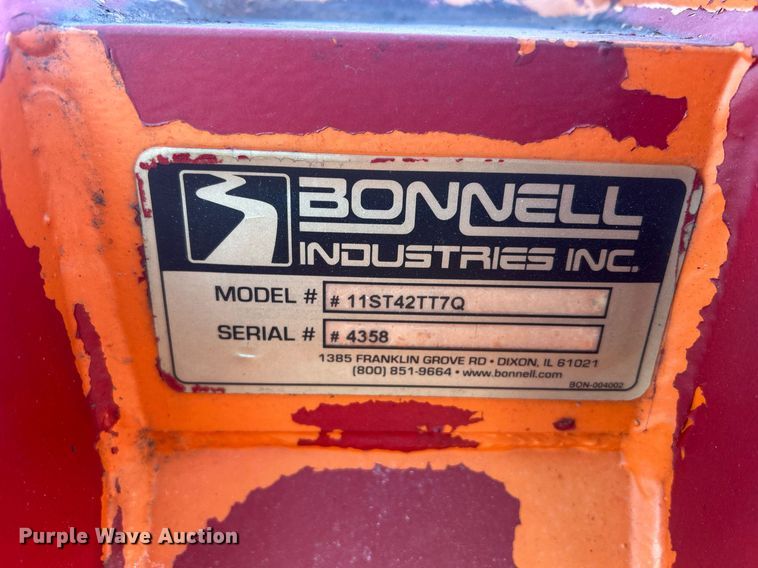 BONNELL
INDUSTRIES INC.
MODEL # # 11ST42TT7Q
SERIAL # # 4358
1385 FRANKLIN GROVE RD • DIXON, IL 61021
(800) 851-9664 • www.bonnell.com
BON-004002
Purple Wave Auction